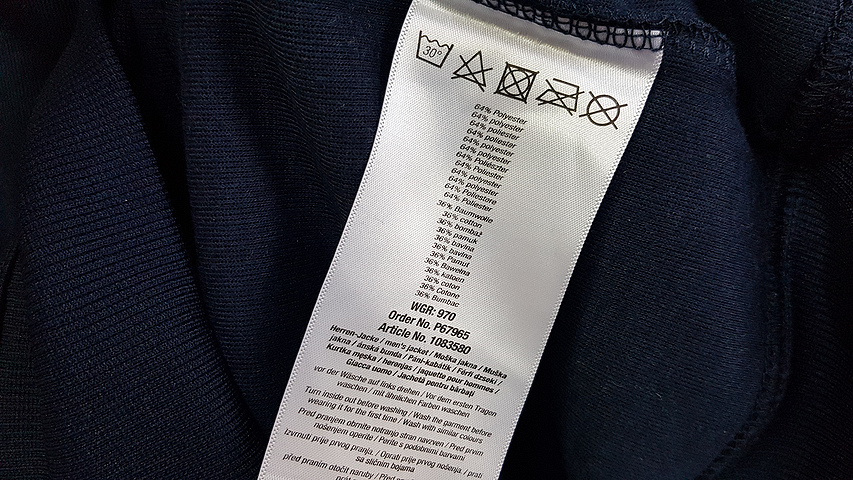 30°
64% Polyester
64% polyester
64% poliester
64% poliester
64% polyester
64% Poliészter
64% Polyester
64% poliester
64% polyester
64% Poliestere
64% Poliester
36% Baumwolle
36% cotton
36% bombaž
36% pamuk
36% bavlna
36% bavlna
36% Pamut
36% Bawełna
36% katoen
36% coton
36% Cotone
36% Bumbac
WGR: 970
Order No. P67965
Article No. 1083580
Herren-Jacke / men's jacket / Moška jakna / Muška
jakna / ánská bunda / Páni-kabátik / Férfi dzseki /
Kurtka męska / herenjas / jaquette pour hommes /
Giacca uomo / Jachetă pentru bărbați
vor der Wäsche auf links drehen / Vor dem ersten Tragen
waschen / mit ähnlichen Farben waschen
Turn inside out before washing / Wash the garment before
wearing it for the first time / Wash with similar colours
Pred pranjem obrnite notranjo stran navzven / Pred prvim
nošenjem operite / Perite s podobnimi barvami
Izvrnuti prije prvog pranja. / Oprati prije prvog nošenja. / prati
sa sličnim bojama
před praním otočit naruby / Před